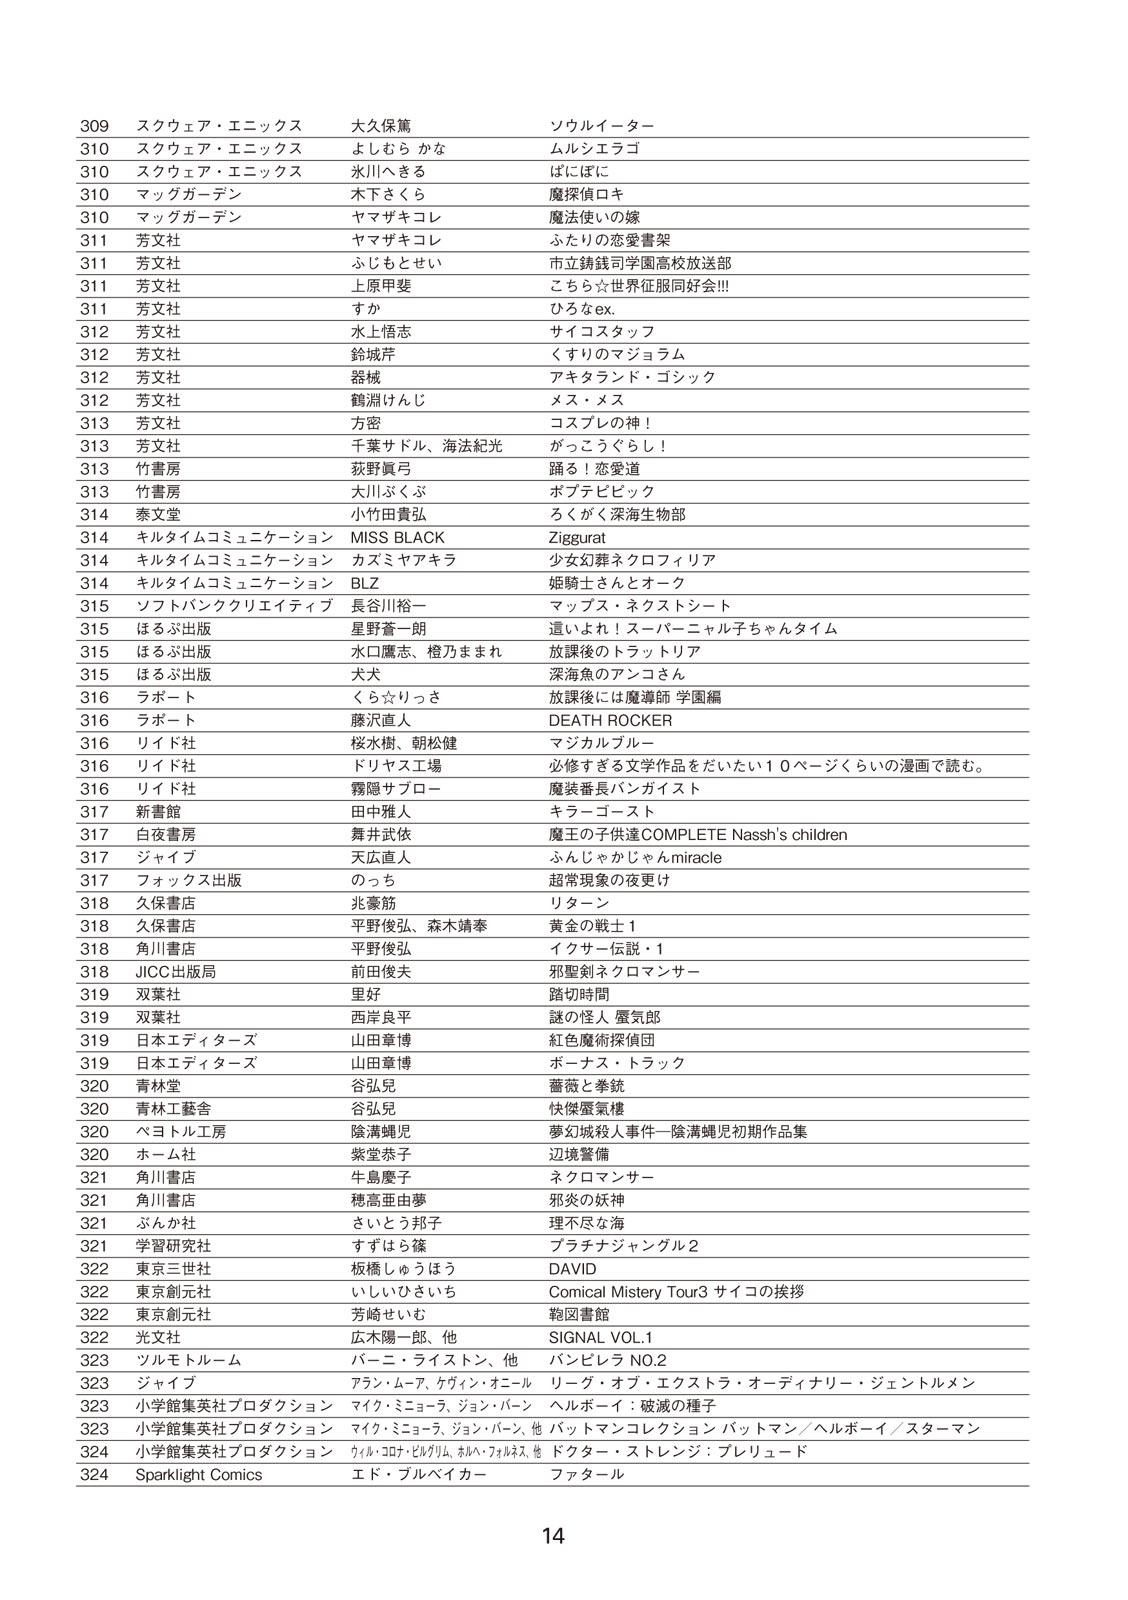 309 スクウェア・エニックス 大久保篤 ソウルイーター
310 スクウェア・エニックス よしむら かな ムルシエラゴ
310 スクウェア・エニックス 氷川へきる ぱにぽに
310 マッグガーデン 木下さくら 魔探偵ロキ
310 マッグガーデン ヤマザキコレ 魔法使いの嫁
311 芳文社 ヤマザキコレ ふたりの恋愛書架
311 芳文社 ふじもとせい 市立鋳銭司学園高校放送部
311 芳文社 上原甲斐 こちら☆世界征服同好会!!!
311 芳文社 すか ひろなex.
312 芳文社 水上悟志 サイコスタッフ
312 芳文社 鈴城芹 くすりのマジョラム
312 芳文社 器械 アキタランド・ゴシック
312 芳文社 鶴淵けんじ メス・メス
313 芳文社 方密 コスプレの神！
313 芳文社 千葉サドル、海法紀光 がっこうぐらし！
313 竹書房 荻野眞弓 踊る！恋愛道
313 竹書房 大川ぶくぶ ポプテピピック
314 泰文堂 小竹田貴弘 ろくがく深海生物部
314 キルタイムコミュニケーション MISS BLACK Ziggurat
314 キルタイムコミュニケーション カズミヤアキラ 少女幻葬ネクロフィリア
314 キルタイムコミュニケーション BLZ 姫騎士さんとオーク
315 ソフトバンククリエイティブ 長谷川裕一 マップス・ネクストシート
315 ほるぷ出版 星野蒼一朗 這いよれ！スーパーニャル子ちゃんタイム
315 ほるぷ出版 水口鷹志、橙乃ままれ 放課後のトラットリア
315 ほるぷ出版 犬犬 深海魚のアンコさん
316 ラポート くら☆りっさ 放課後には魔導師 学園編
316 ラポート 藤沢直人 DEATH ROCKER
316 リイド社 桜水樹、朝松健 マジカルブルー
316 リイド社 ドリヤス工場 必修すぎる文学作品をだいたい１０ページくらいの漫画で読む。
316 リイド社 霧隠サブロー 魔装番長バンガイスト
317 新書館 田中雅人 キラーゴースト
317 白夜書房 舞井武依 魔王の子供達COMPLETE Nassh's children
317 ジャイブ 天広直人 ふんじゃかじゃんmiracle
317 フォックス出版 のっち 超常現象の夜更け
318 久保書店 兆豪筋 リターン
318 久保書店 平野俊弘、森木靖奉 黄金の戦士１
318 角川書店 平野俊弘 イクサー伝説・1
318 JICC出版局 前田俊夫 邪聖剣ネクロマンサー
319 双葉社 里好 踏切時間
319 双葉社 西岸良平 謎の怪人 蜃気郎
319 日本エディターズ 山田章博 紅色魔術探偵団
319 日本エディターズ 山田章博 ボーナス・トラック
320 青林堂 谷弘兒 薔薇と拳銃
320 青林工藝舎 谷弘兒 快傑蜃氣樓
320 ペヨトル工房 陰溝蝿児 夢幻城殺人事件―陰溝蝿児初期作品集
320 ホーム社 紫堂恭子 辺境警備
321 角川書店 牛島慶子 ネクロマンサー
321 角川書店 穂高亜由夢 邪炎の妖神
321 ぶんか社 さいとう邦子 理不尽な海
321 学習研究社 すずはら篠 プラチナジャングル２
322 東京三世社 板橋しゅうほう DAVID
322 東京創元社 いしいひさいち Comical Mistery Tour3 サイコの挨拶
322 東京創元社 芳崎せいむ 鞄図書館
322 光文社 広木陽一郎、他 SIGNAL VOL.1
323 ツルモトルーム バーニ・ライストン、他 バンピレラ NO.2
323 ジャイブ アラン・ムーア、ケヴィン・オニール リーグ・オブ・エクストラ・オーディナリー・ジェントルメン
323 小学館集英社プロダクション マイク・ミニョーラ、ジョン・バーン ヘルボーイ：破滅の種子
323 小学館集英社プロダクション マイク・ミニョーラ、ジョン・バーン、他 バットマンコレクション バットマン／ヘルボーイ／スターマン
324 小学館集英社プロダクション ウィル・コロナ・ピルグリム、ホルヘ・フォルネス、他 ドクター・ストレンジ：プレリュード
324 Sparklight Comics エド・ブルベイカー ファタール
14